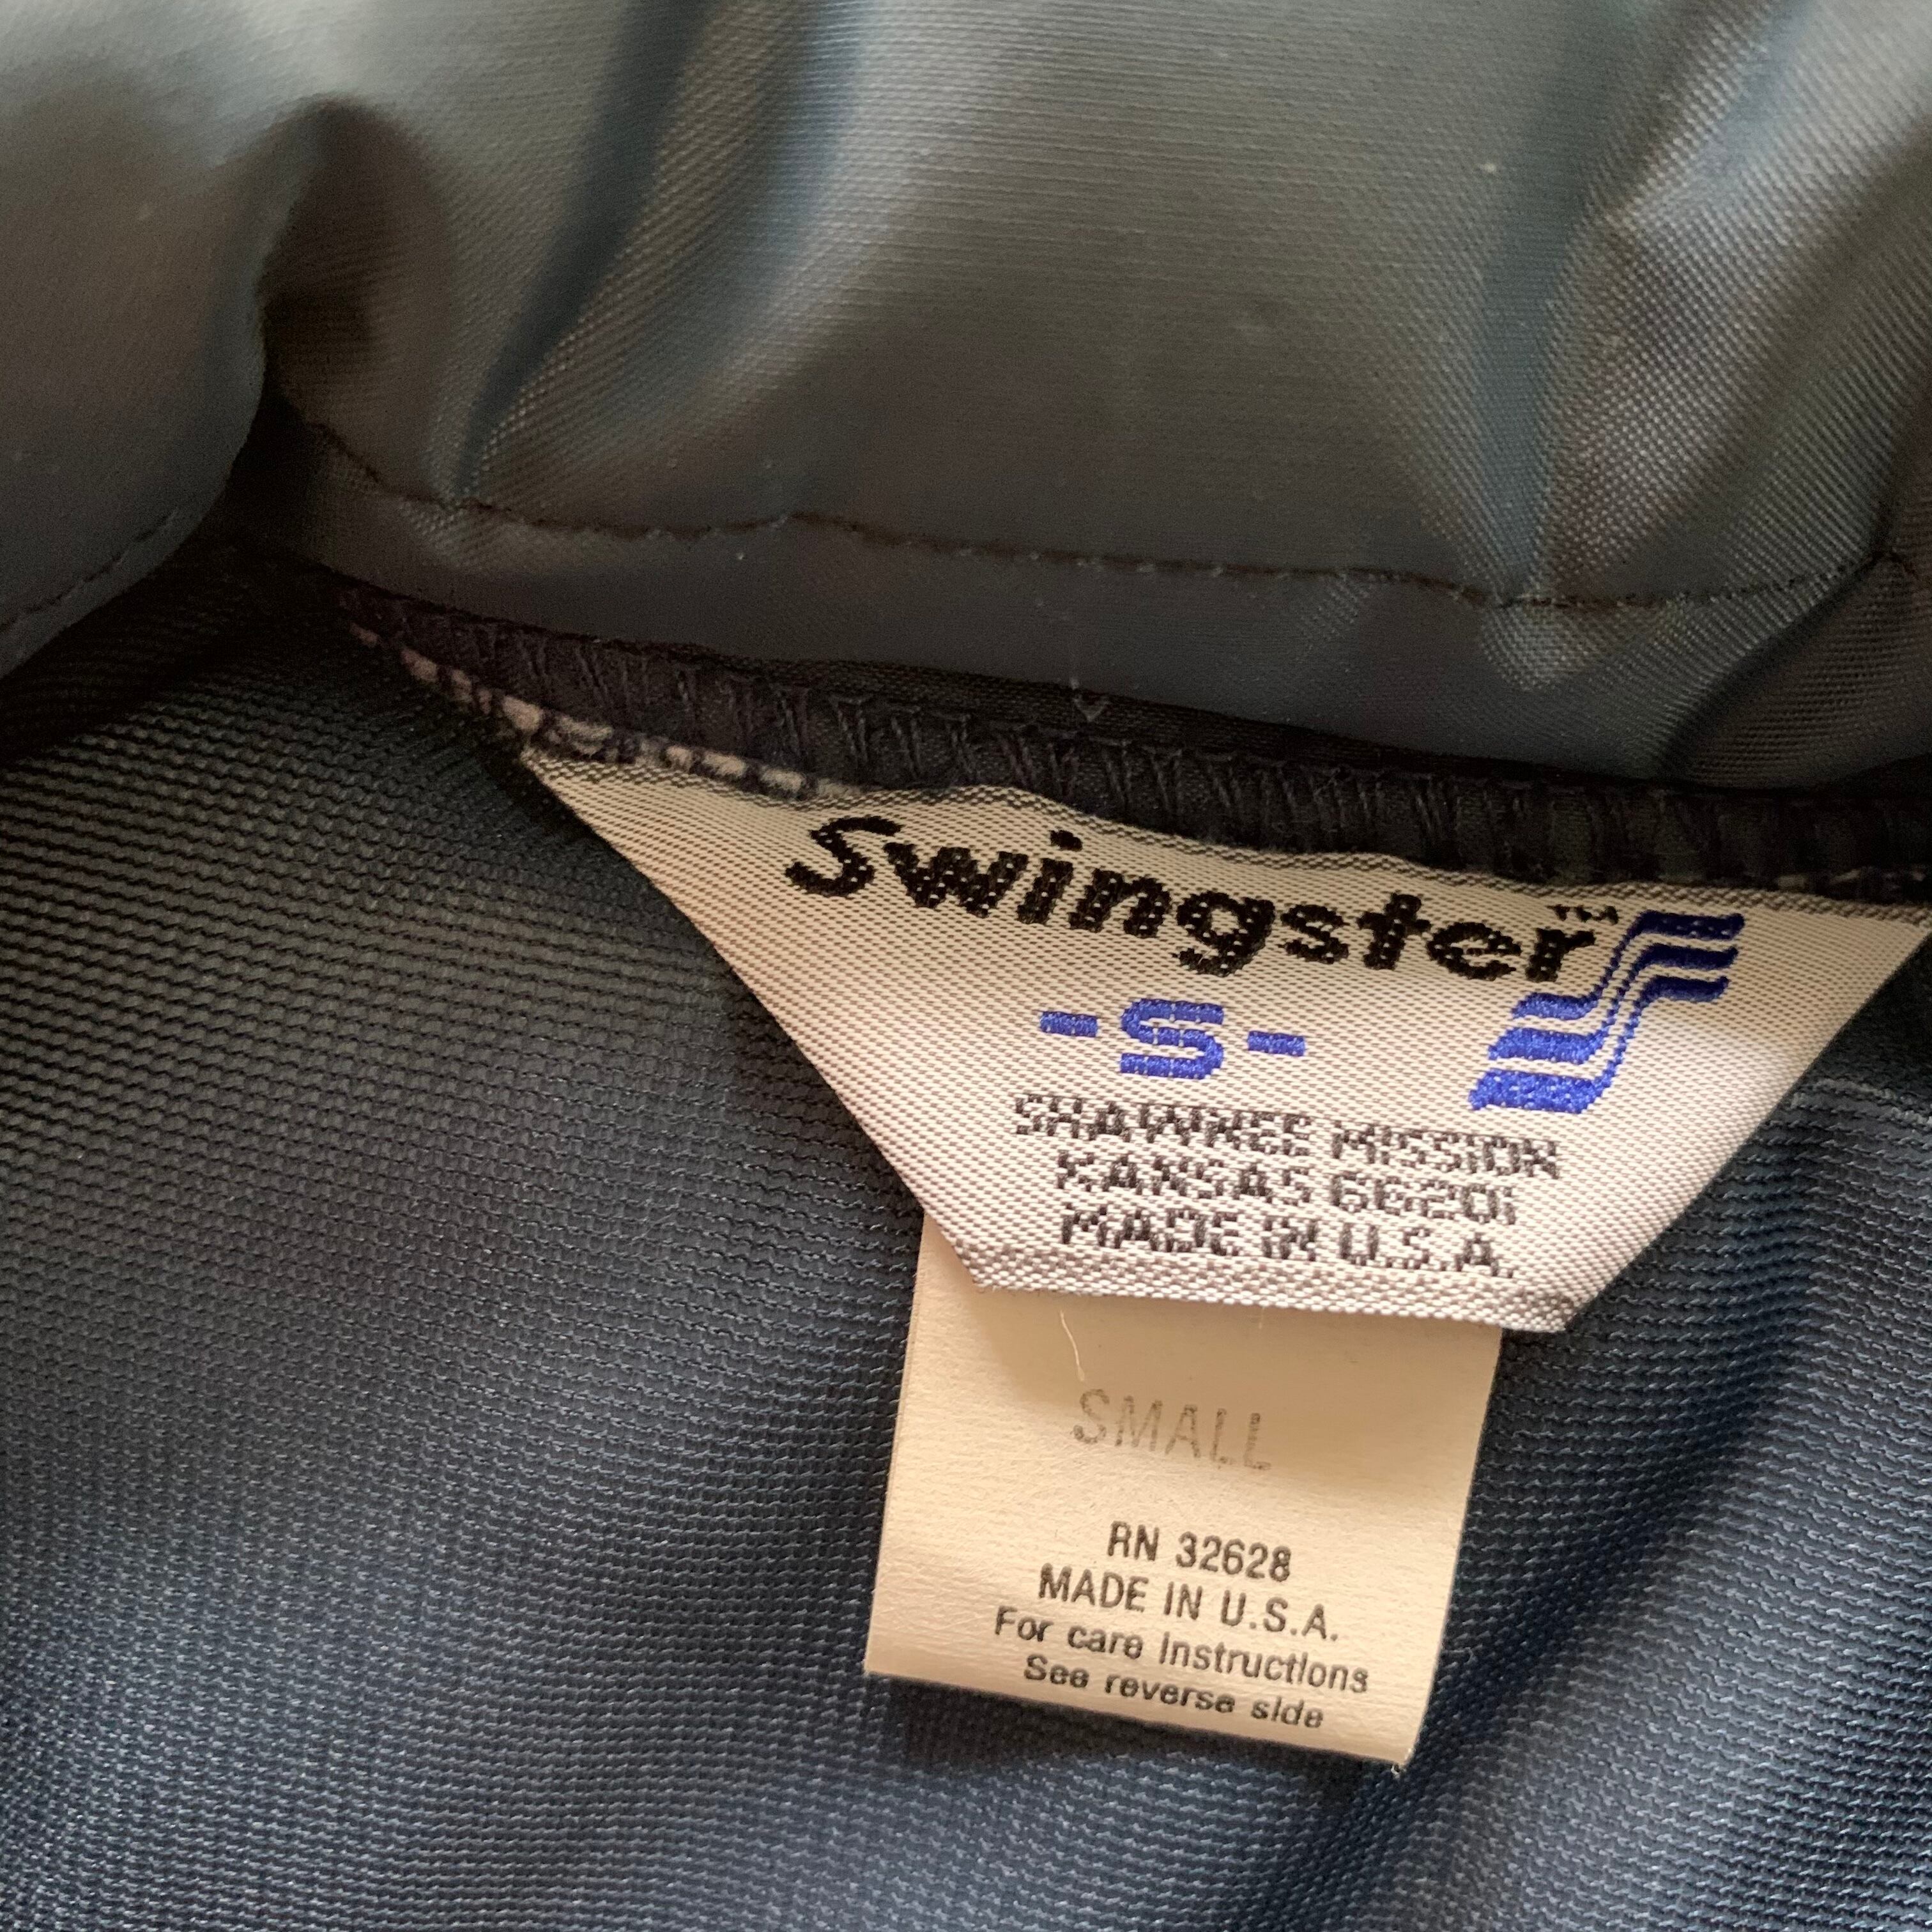 Swingster™
-S-
SHAWNEE MISSION
KANSAS 66201
MADE IN U.S.A.
SMALL
RN 32628
MADE IN U.S.A.
For care Instructions
See reverse side